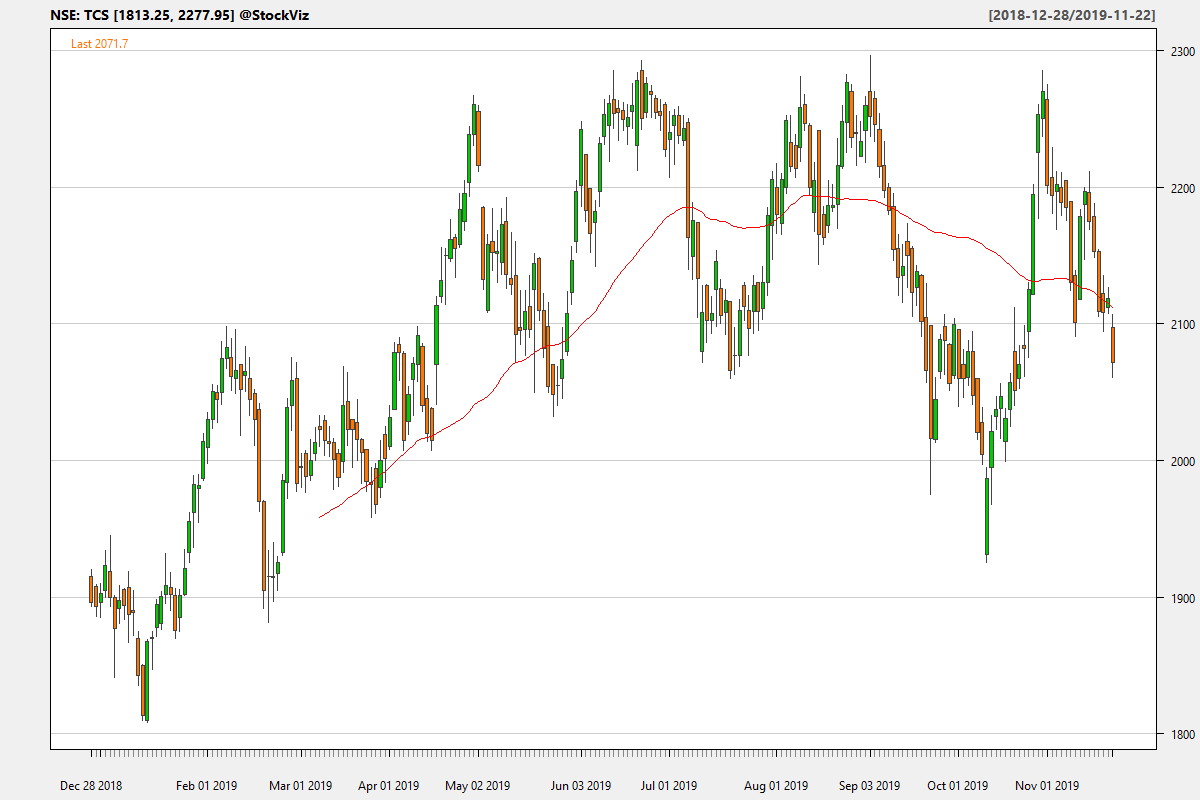 NSE: TCS [1813.25, 2277.95] @StockViz [2018-12-28/2019-11-22]
Last 2071.7
2300
2200
2100
2000
1900
1800
Dec 28 2018 Feb 01 2019 Mar 01 2019 Apr 01 2019 May 02 2019 Jun 03 2019 Jul 01 2019 Aug 01 2019 Sep 03 2019 Oct 01 2019 Nov 01 2019